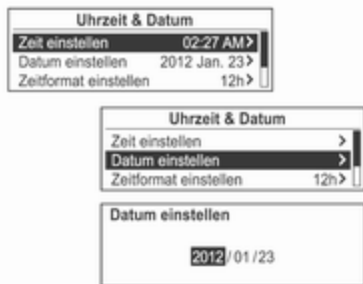 Uhrzeit & Datum
Zeit einstellen 02:27 AM>
Datum einstellen 2012 Jan. 23>
Zeitformat einstellen 12h>
Uhrzeit & Datum
Zeit einstellen >
Datum einstellen >
Zeitformat einstellen 12h>
Datum einstellen
2012/01/23